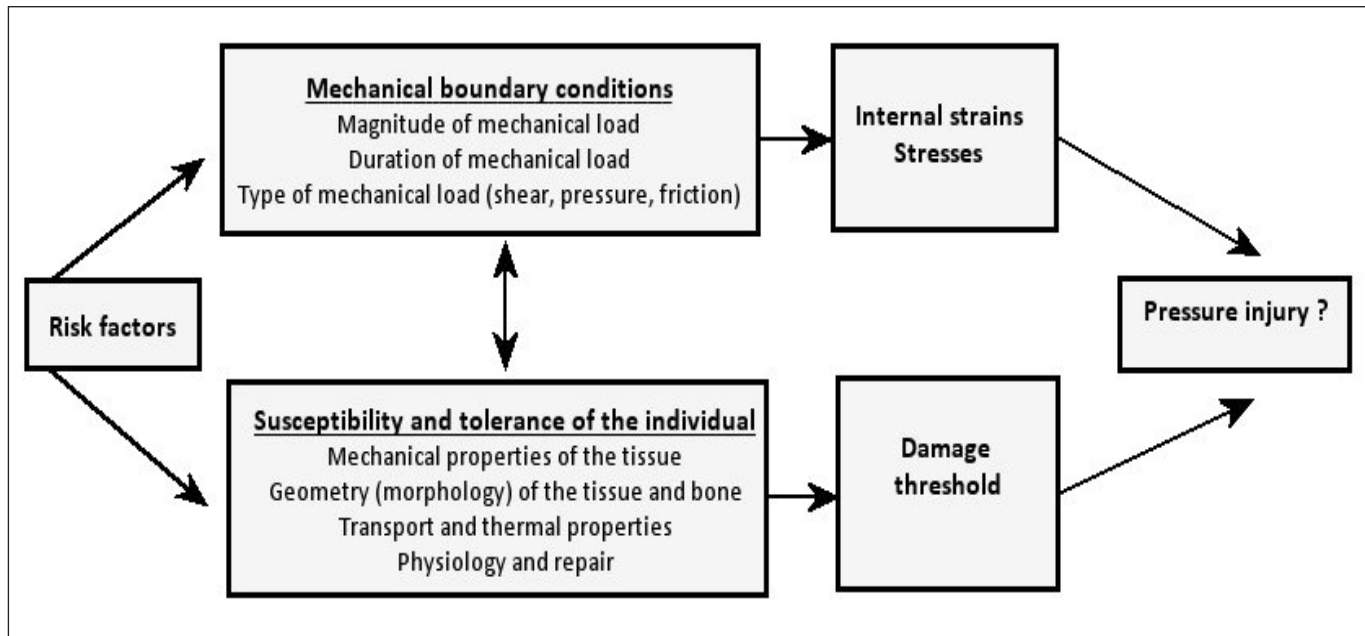 Mechanical boundary conditions
Magnitude of mechanical load
Duration of mechanical load
Type of mechanical load (shear, pressure, friction)
Internal strains
Stresses
Risk factors
Pressure injury ?
Susceptibility and tolerance of the individual
Mechanical properties of the tissue
Geometry (morphology) of the tissue and bone
Transport and thermal properties
Physiology and repair
Damage
threshold